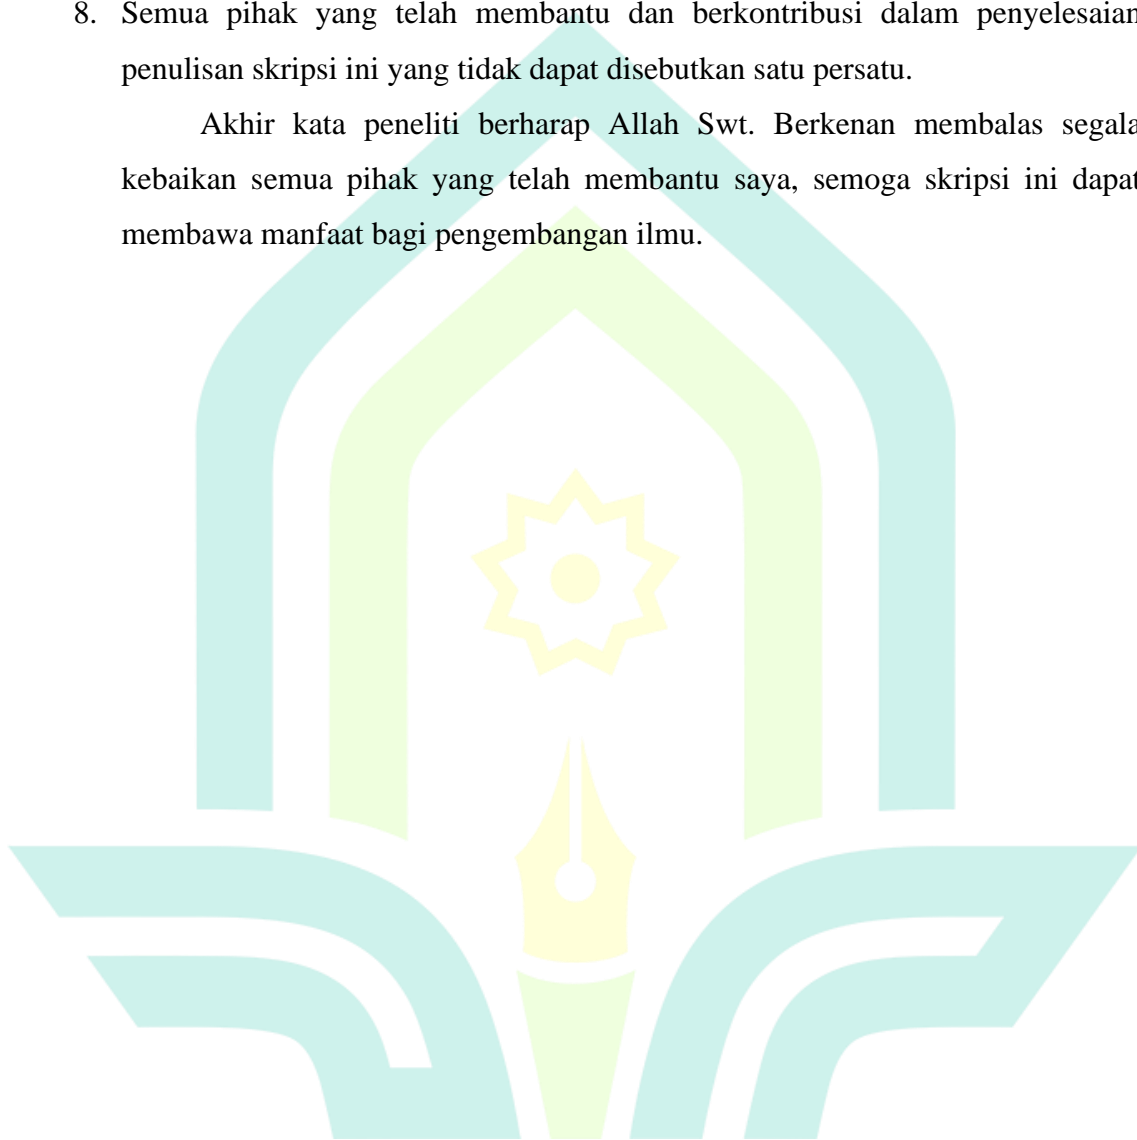 8. Semua pihak yang telah membantu dan berkontribusi dalam penyelesaian
penulisan skripsi ini yang tidak dapat disebutkan satu persatu.
Akhir kata peneliti berharap Allah Swt. Berkenan membalas segala
kebaikan semua pihak yang telah membantu saya, semoga skripsi ini dapat
membawa manfaat bagi pengembangan ilmu.